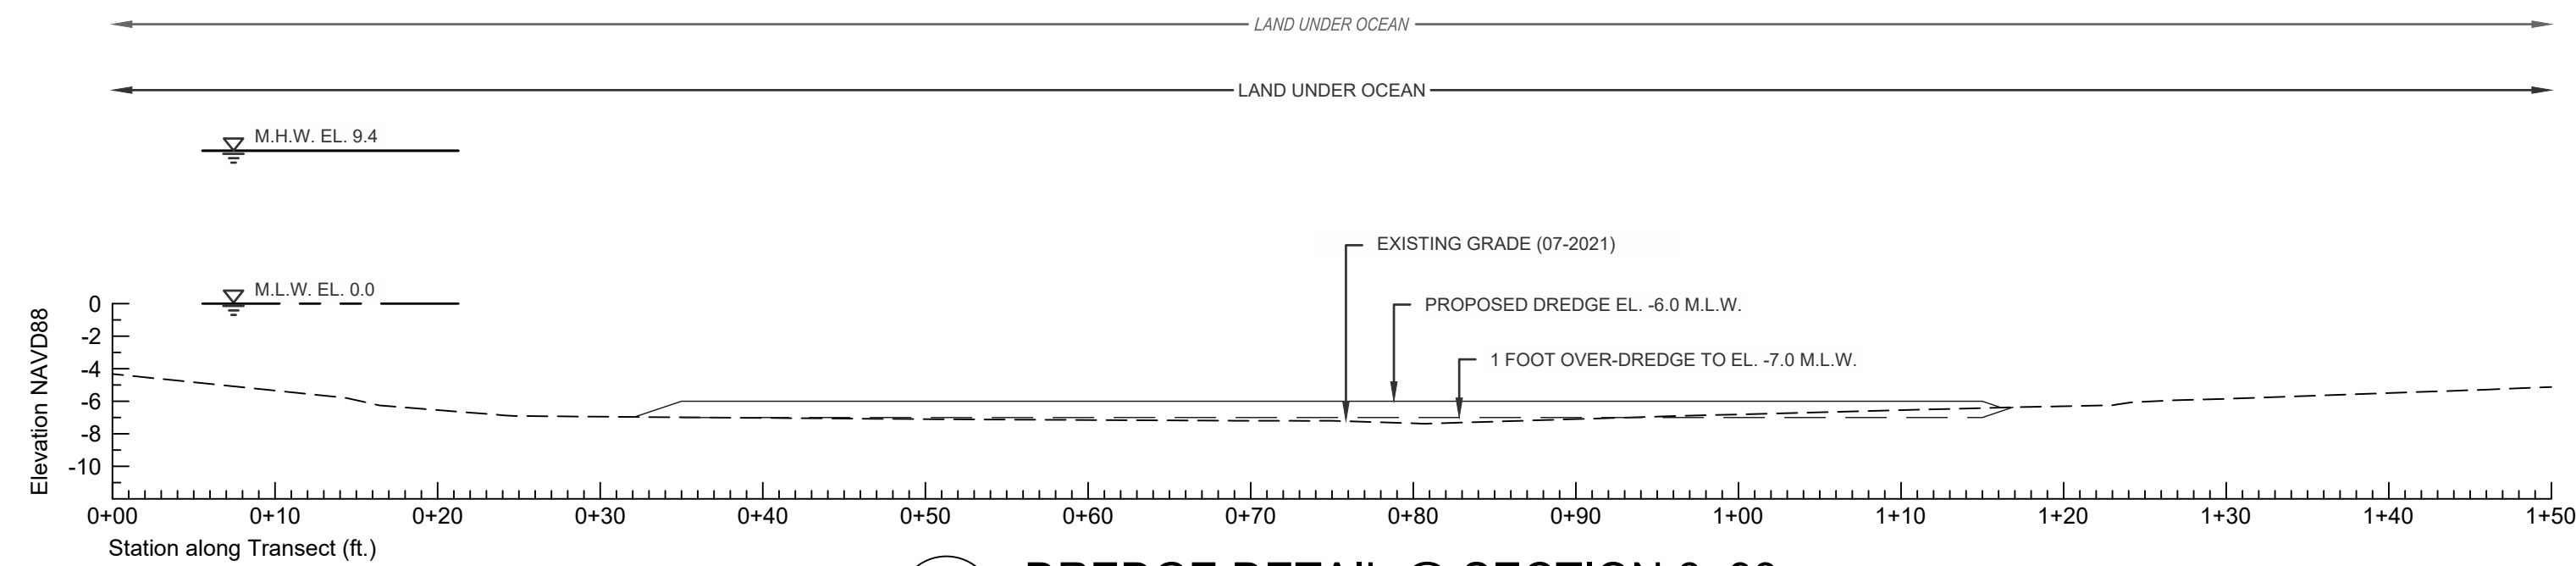 LAND UNDER OCEAN
LAND UNDER OCEAN
M.H.W. EL. 9.4
EXISTING GRADE (07-2021)
M.L.W. EL. 0.0
PROPOSED DREDGE EL. -6.0 M.L.W.
1 FOOT OVER-DREDGE TO EL. -7.0 M.L.W.
Elevation NAVD88
0
-2
-4
-6
-8
-10
0+00 0+10 0+20 0+30 0+40 0+50 0+60 0+70 0+80 0+90 1+00 1+10 1+20 1+30 1+40 1+50
Station along Transect (ft.)
DREDGE DETAIL @ SECTION